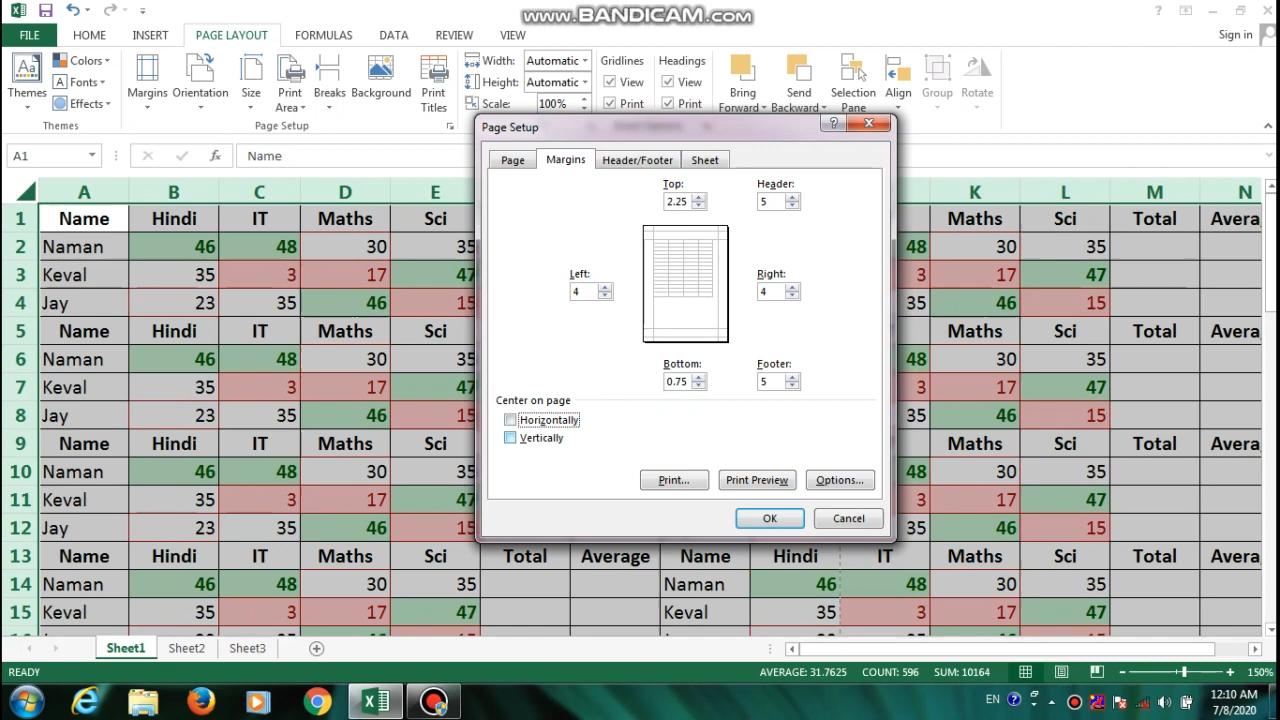 www.BANDICAM.com
FILE HOME INSERT PAGE LAYOUT FORMULAS DATA REVIEW VIEW Sign in
Themes Colors Fonts Effects Margins Orientation Size Print Area Breaks Background Print Titles Width: Automatic Height: Automatic Scale: 100% Gridlines View Print Headings View Print Bring Forward Send Backward Selection Pane Align Group Rotate
Themes Page Setup
A1 fx Name
Page Setup
Page Margins Header/Footer Sheet
Top: Header:
2.25 5
Left: Right:
4 4
Bottom: Footer:
0.75 5
Center on page
Horizontally
Vertically
Print... Print Preview Options...
OK Cancel
A B C D E K L M N
1 Name Hindi IT Maths Sci Maths Sci Total Avera
2 Naman 46 48 30 35 48 30 35
3 Keval 35 3 17 47 3 17 47
4 Jay 23 35 46 15 35 46 15
5 Name Hindi IT Maths Sci Maths Sci Total Avera
6 Naman 46 48 30 35 48 30 35
7 Keval 35 3 17 47 3 17 47
8 Jay 23 35 46 15 35 46 15
9 Name Hindi IT Maths Sci Maths Sci Total Avera
10 Naman 46 48 30 35 48 30 35
11 Keval 35 3 17 47 3 17 47
12 Jay 23 35 46 15 35 46 15
13 Name Hindi IT Maths Sci Total Average Name Hindi IT Maths Sci Total Avera
14 Naman 46 48 30 35 Naman 46 48 30 35
15 Keval 35 3 17 47 Keval 35 3 17 47
Sheet1 Sheet2 Sheet3
READY AVERAGE: 31.7625 COUNT: 596 SUM: 10164 150%
EN 12:10 AM
7/8/2020